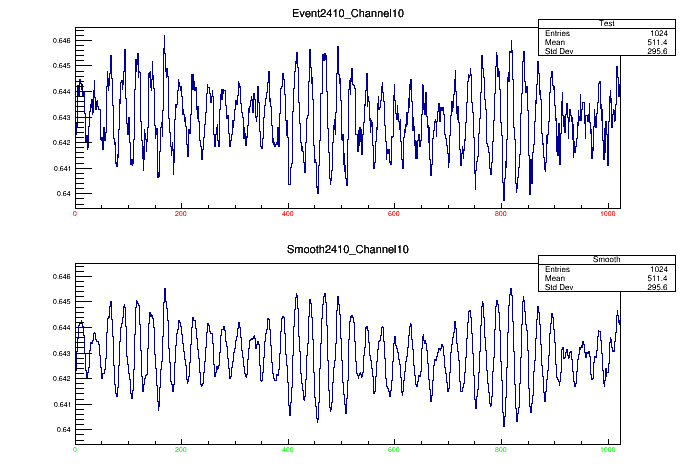 Event2410_Channel10
Test
Entries 1024
Mean 511.4
Std Dev 295.6
0.646
0.645
0.644
0.643
0.642
0.641
0.64
0 200 400 600 800 1000
Smooth2410_Channel10
Smooth
Entries 1024
Mean 511.4
Std Dev 295.6
0.646
0.645
0.644
0.643
0.642
0.641
0.64
0 200 400 600 800 1000